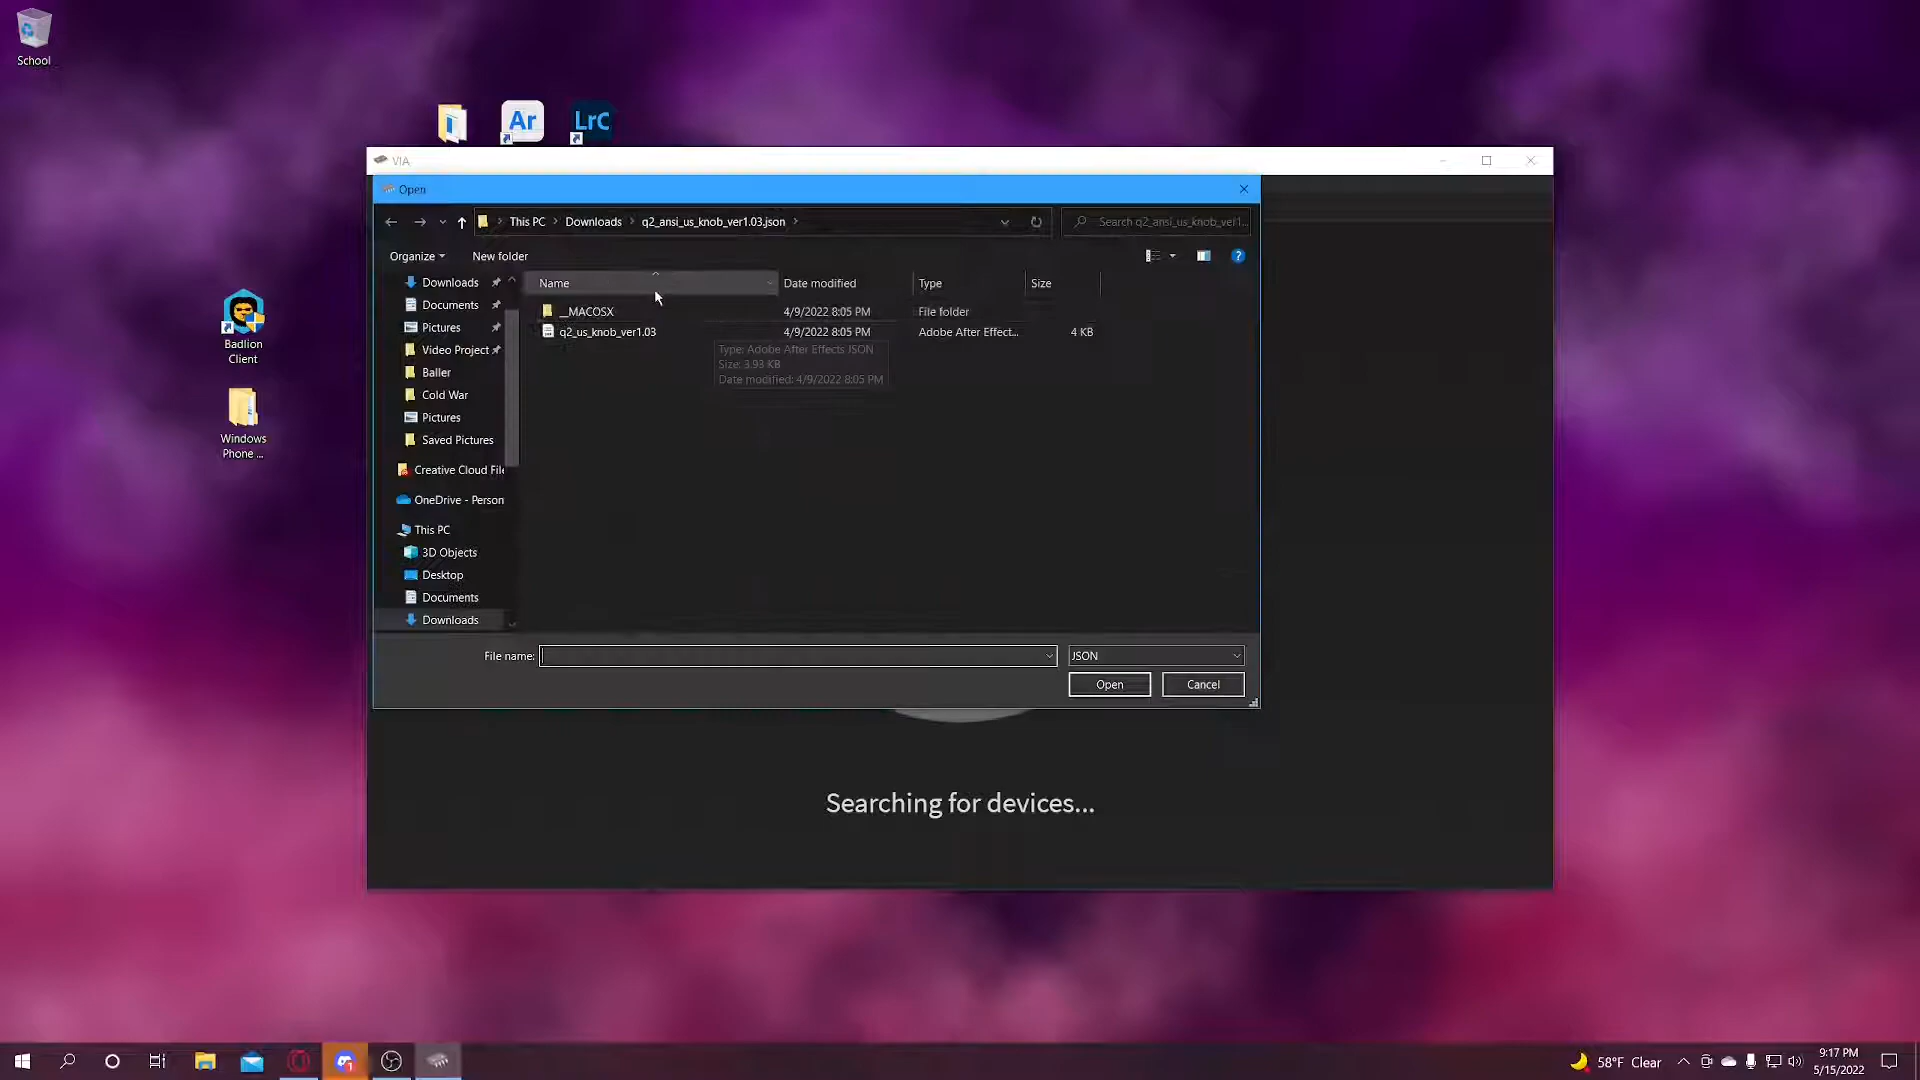 School
Ar
LrC
VIA
Open
This PC
Downloads
q2_ansi_us_knob_ver1.03.json
Search q2_ansi_us_knob_ver1...
Organize
New folder
Name
Date modified
Type
Size
Downloads
Documents
Pictures
Video Project
Baller
Cold War
Pictures
Saved Pictures
Creative Cloud File
OneDrive - Person
This PC
3D Objects
Desktop
Documents
Downloads
__MACOSX
4/9/2022 8:05 PM
File folder
q2_us_knob_ver1.03
4/9/2022 8:05 PM
Adobe After Effect...
4 KB
Type: Adobe After Effects JSON
Size: 3.93 KB
Date modified: 4/9/2022 8:05 PM
File name:
JSON
Open
Cancel
Badlion
Client
Windows
Phone ...
Searching for devices...
58°F Clear
9:17 PM
5/15/2022